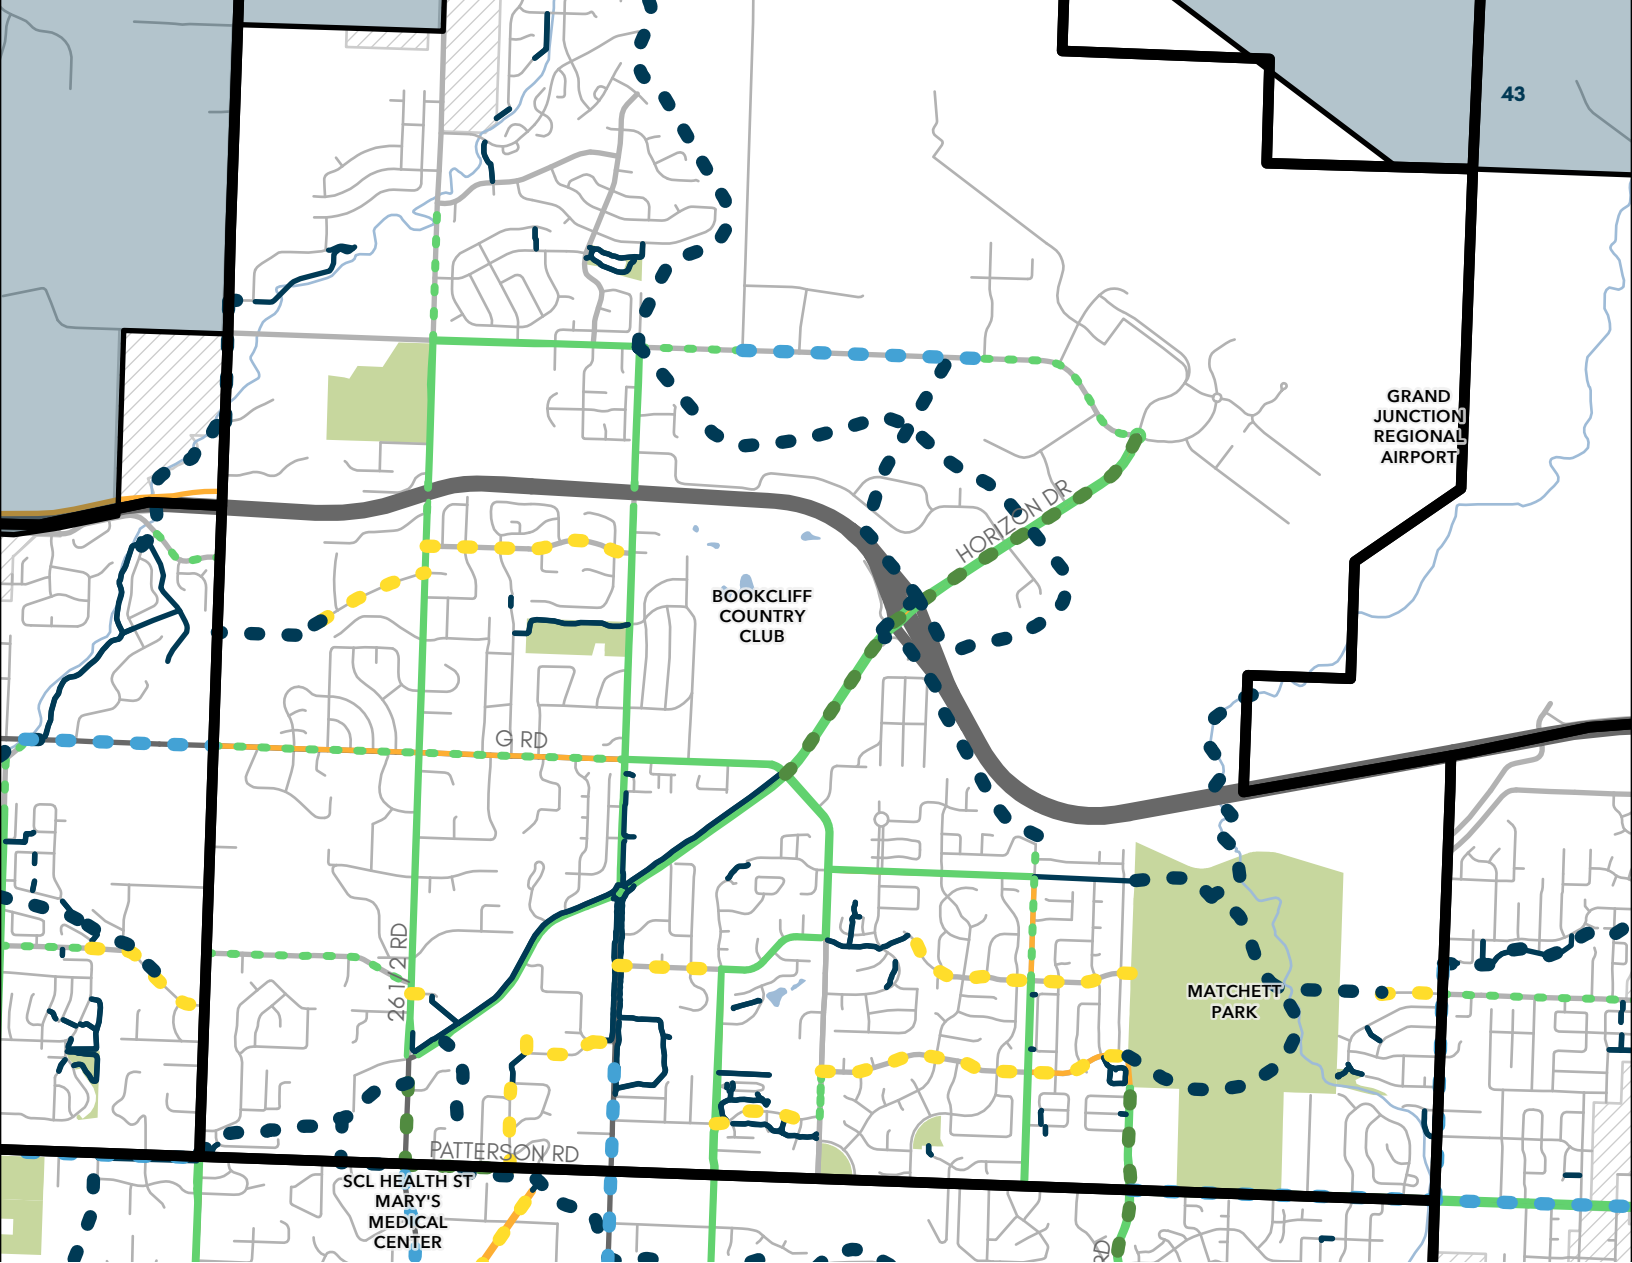 43
GRAND
JUNCTION
REGIONAL
AIRPORT
HORIZON DR
BOOKCLIFF
COUNTRY
CLUB
G RD
26 1/2 RD
MATCHETT
PARK
PATTERSON RD
SCL HEALTH ST
MARY'S
MEDICAL
CENTER
RD